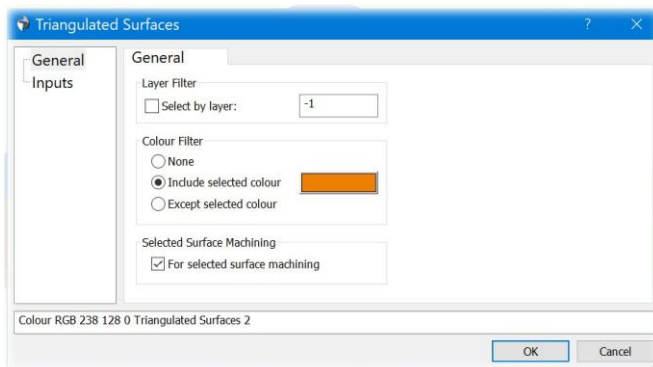 Triangulated Surfaces
General
Inputs
General
Layer Filter
Select by layer: -1
Colour Filter
None
Include selected colour
Except selected colour
Selected Surface Machining
For selected surface machining
Colour RGB 238 128 0 Triangulated Surfaces 2
OK Cancel